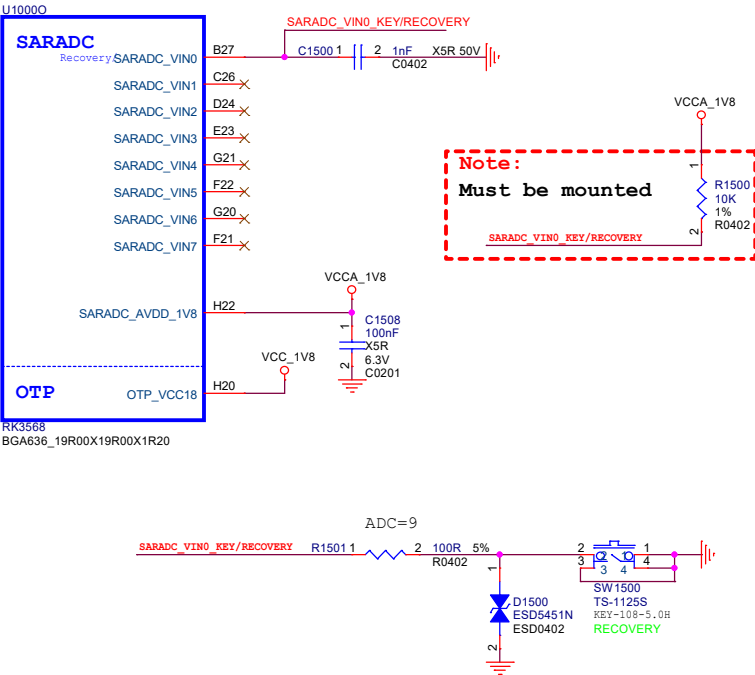 U1000O
SARADC
Recovery/SARADC_VIN0 B27
SARADC_VIN1 C26
SARADC_VIN2 D24
SARADC_VIN3 E23
SARADC_VIN4 G21
SARADC_VIN5 F22
SARADC_VIN6 G20
SARADC_VIN7 F21
SARADC_AVDD_1V8 H22
OTP
OTP_VCC18 H20
RK3568
BGA636_19R00X19R00X1R20
SARADC_VIN0_KEY/RECOVERY
C1500 1 2 1nF X5R 50V
C0402
VCCA_1V8
Note:
Must be mounted
SARADC_VIN0_KEY/RECOVERY
1
R1500
10K
1%
R0402
2
VCCA_1V8
1
C1508
100nF
X5R
6.3V
C0201
2
VCC_1V8
ADC=9
SARADC_VIN0_KEY/RECOVERY R1501 1 2 100R 5%
R0402
1
D1500
ESD5451N
ESD0402
2
2 2 1 1
3 3 4 4
SW1500
TS-1125S
KEY-108-5.0H
RECOVERY